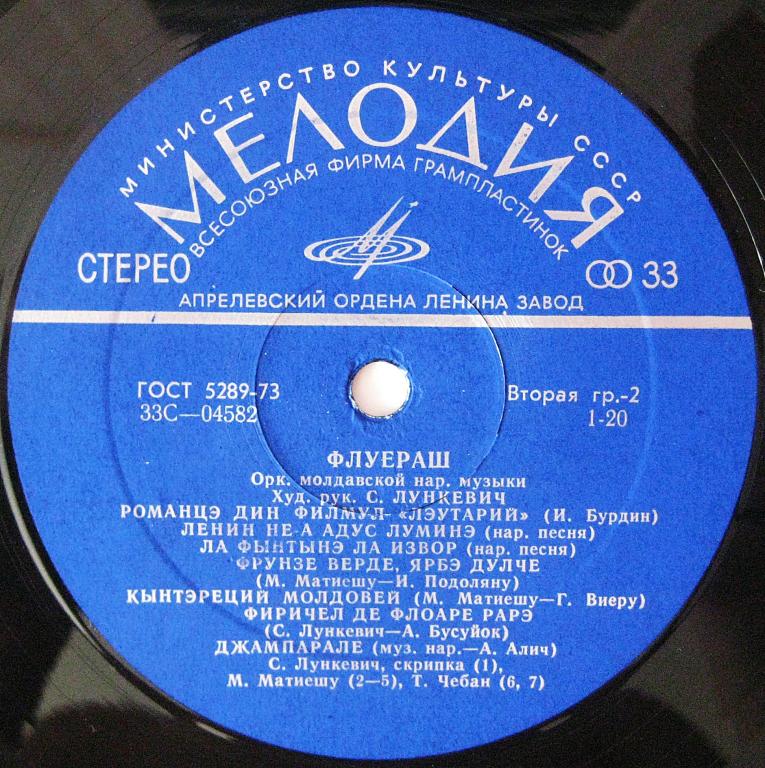 МИНИСТЕРСТВО КУЛЬТУРЫ СССР
МЕЛОДИЯ
ВСЕСОЮЗНАЯ ФИРМА ГРАМПЛАСТИНОК
СТЕРЕО
33
АПРЕЛЕВСКИЙ ОРДЕНА ЛЕНИНА ЗАВОД
ГОСТ 5289-73
Вторая гр.-2
33С—04582
1-20
ФЛУЕРАШ
Орк. молдавской нар. музыки
Худ. рук. С. ЛУНКЕВИЧ
РОМАНЦЭ ДИН ФИЛМУЛ «ЛЭУТАРИЙ» (И. Бурдин)
ЛЕНИН НЕ-А АДУС ЛУМИНЭ (нар. песня)
ЛА ФЫНТЫНЭ ЛА ИЗВОР (нар. песня)
ФРУНЗЕ ВЕРДЕ, ЯРБЭ ДУЛЧЕ
(М. Матиешу—И. Подоляну)
КЫНТЭРЕЦИЙ МОЛДОВЕЙ (М. Матиешу—Г. Виеру)
ФИРИЧЕЛ ДЕ ФЛОАРЕ РАРЭ
(С. Лункевич—А. Бусуйок)
ДЖАМПАРАЛЕ (муз. нар.—А. Алич)
С. Лункевич, скрипка (1),
М. Матиешу (2—5), Т. Чебан (6, 7)